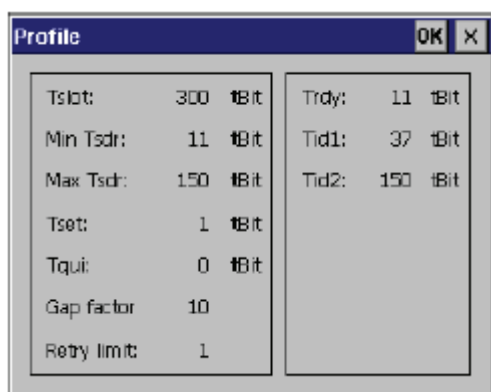 Profile OK ×
Tslot: 300 tBit
Min Tsdr: 11 tBit
Max Tsdr: 150 tBit
Tset: 1 tBit
Tqui: 0 tBit
Gap factor 10
Retry limit: 1
Trdy: 11 tBit
Tid1: 37 tBit
Tid2: 150 tBit